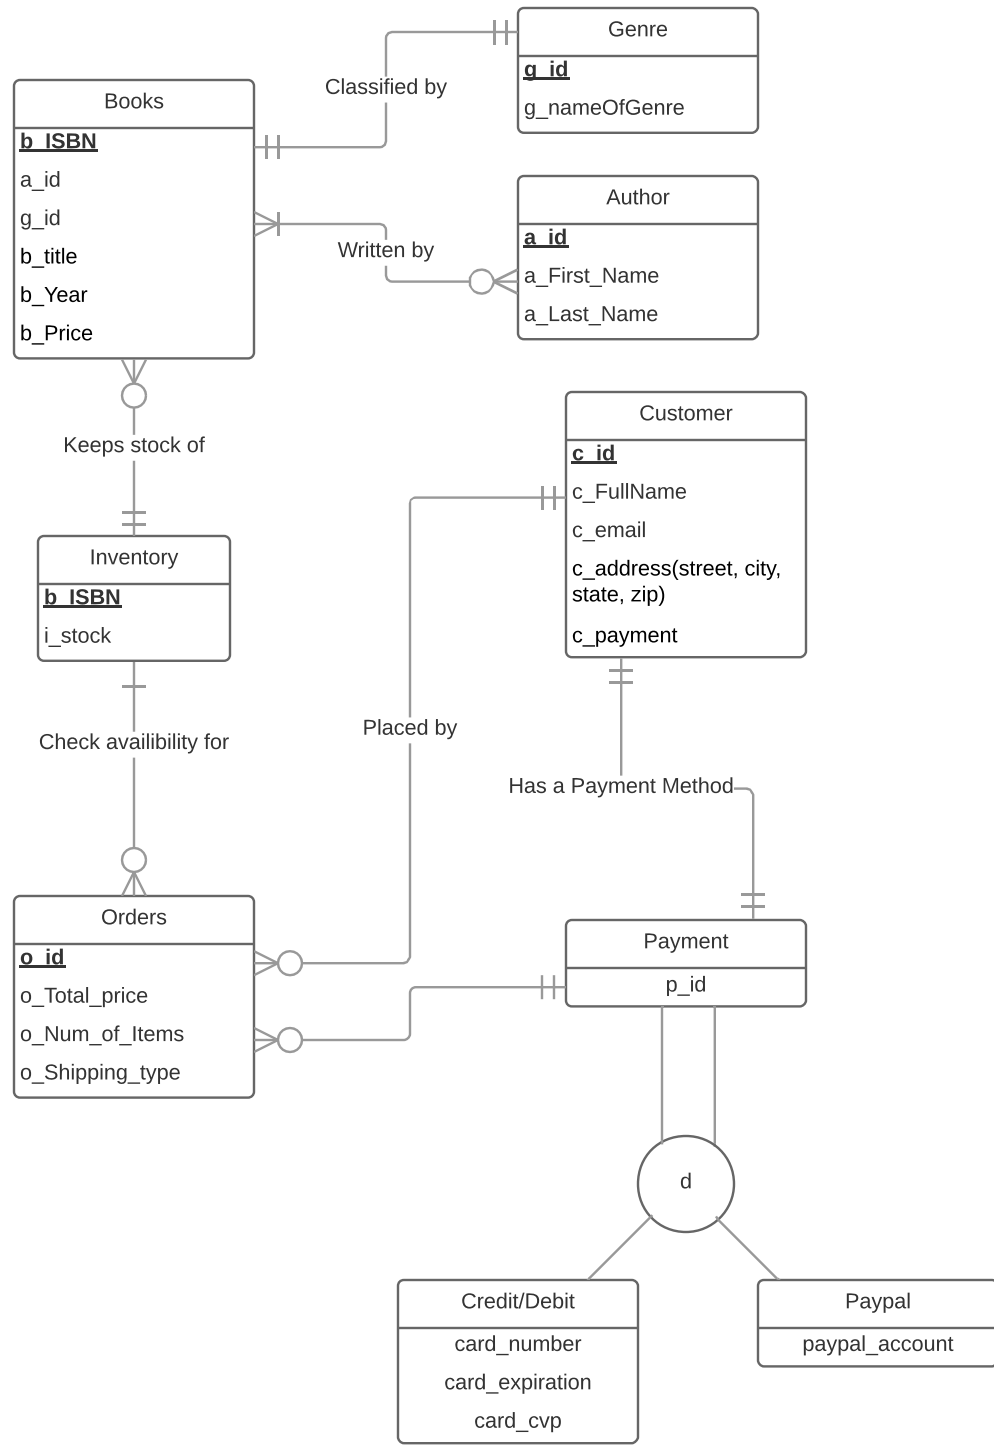 Genre
g_id
g_nameOfGenre
Classified by
Books
b_ISBN
a_id
g_id
b_title
b_Year
b_Price
Author
a_id
a_First_Name
a_Last_Name
Written by
Keeps stock of
Customer
c_id
c_FullName
c_email
c_address(street, city,
state, zip)
c_payment
Inventory
b_ISBN
i_stock
Check availibility for
Placed by
Has a Payment Method
Orders
o_id
o_Total_price
o_Num_of_Items
o_Shipping_type
Payment
p_id
d
Credit/Debit
card_number
card_expiration
card_cvp
Paypal
paypal_account